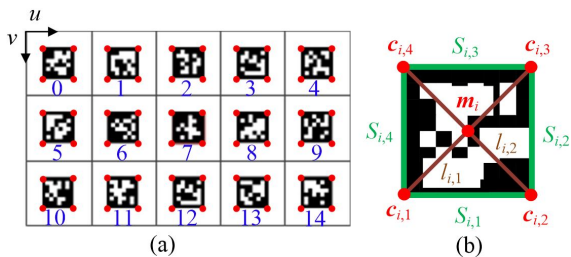 u
v
0 1 2 3 4
5 6 7 8 9
10 11 12 13 14
(a)
c_{i,4} S_{i,3} c_{i,3}
m_i
S_{i,4} S_{i,2}
l_{i,2}
l_{i,1}
c_{i,1} S_{i,1} c_{i,2}
(b)